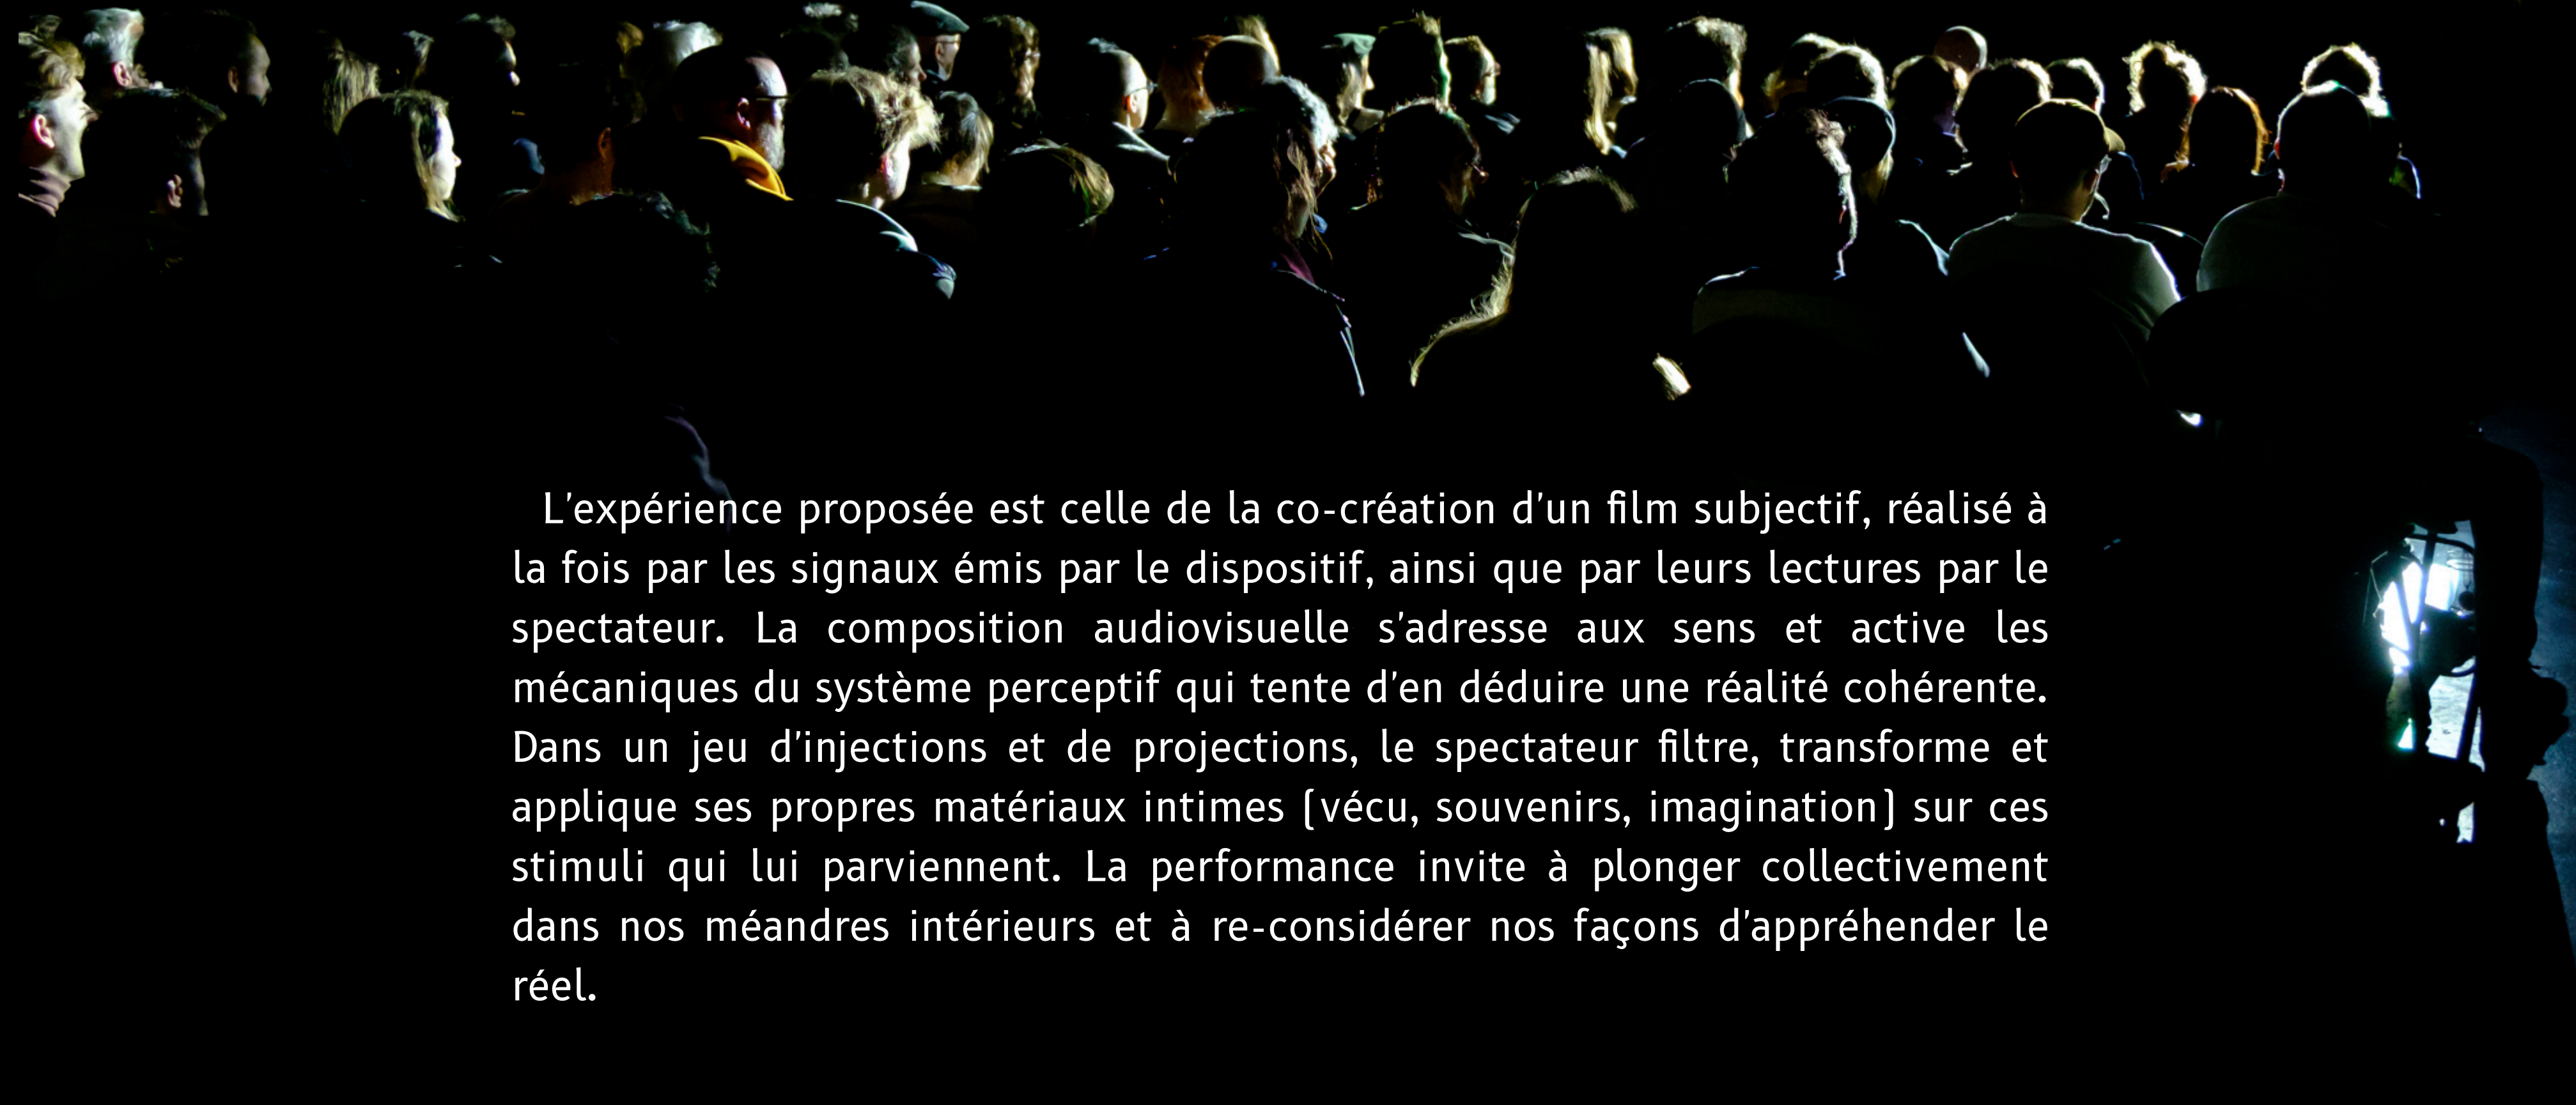 L'expérience proposée est celle de la co-création d'un film subjectif, réalisé à
la fois par les signaux émis par le dispositif, ainsi que par leurs lectures par le
spectateur. La composition audiovisuelle s'adresse aux sens et active les
mécaniques du système perceptif qui tente d'en déduire une réalité cohérente.
Dans un jeu d'injections et de projections, le spectateur filtre, transforme et
applique ses propres matériaux intimes (vécu, souvenirs, imagination) sur ces
stimuli qui lui parviennent. La performance invite à plonger collectivement
dans nos méandres intérieurs et à re-considérer nos façons d'appréhender le
réel.